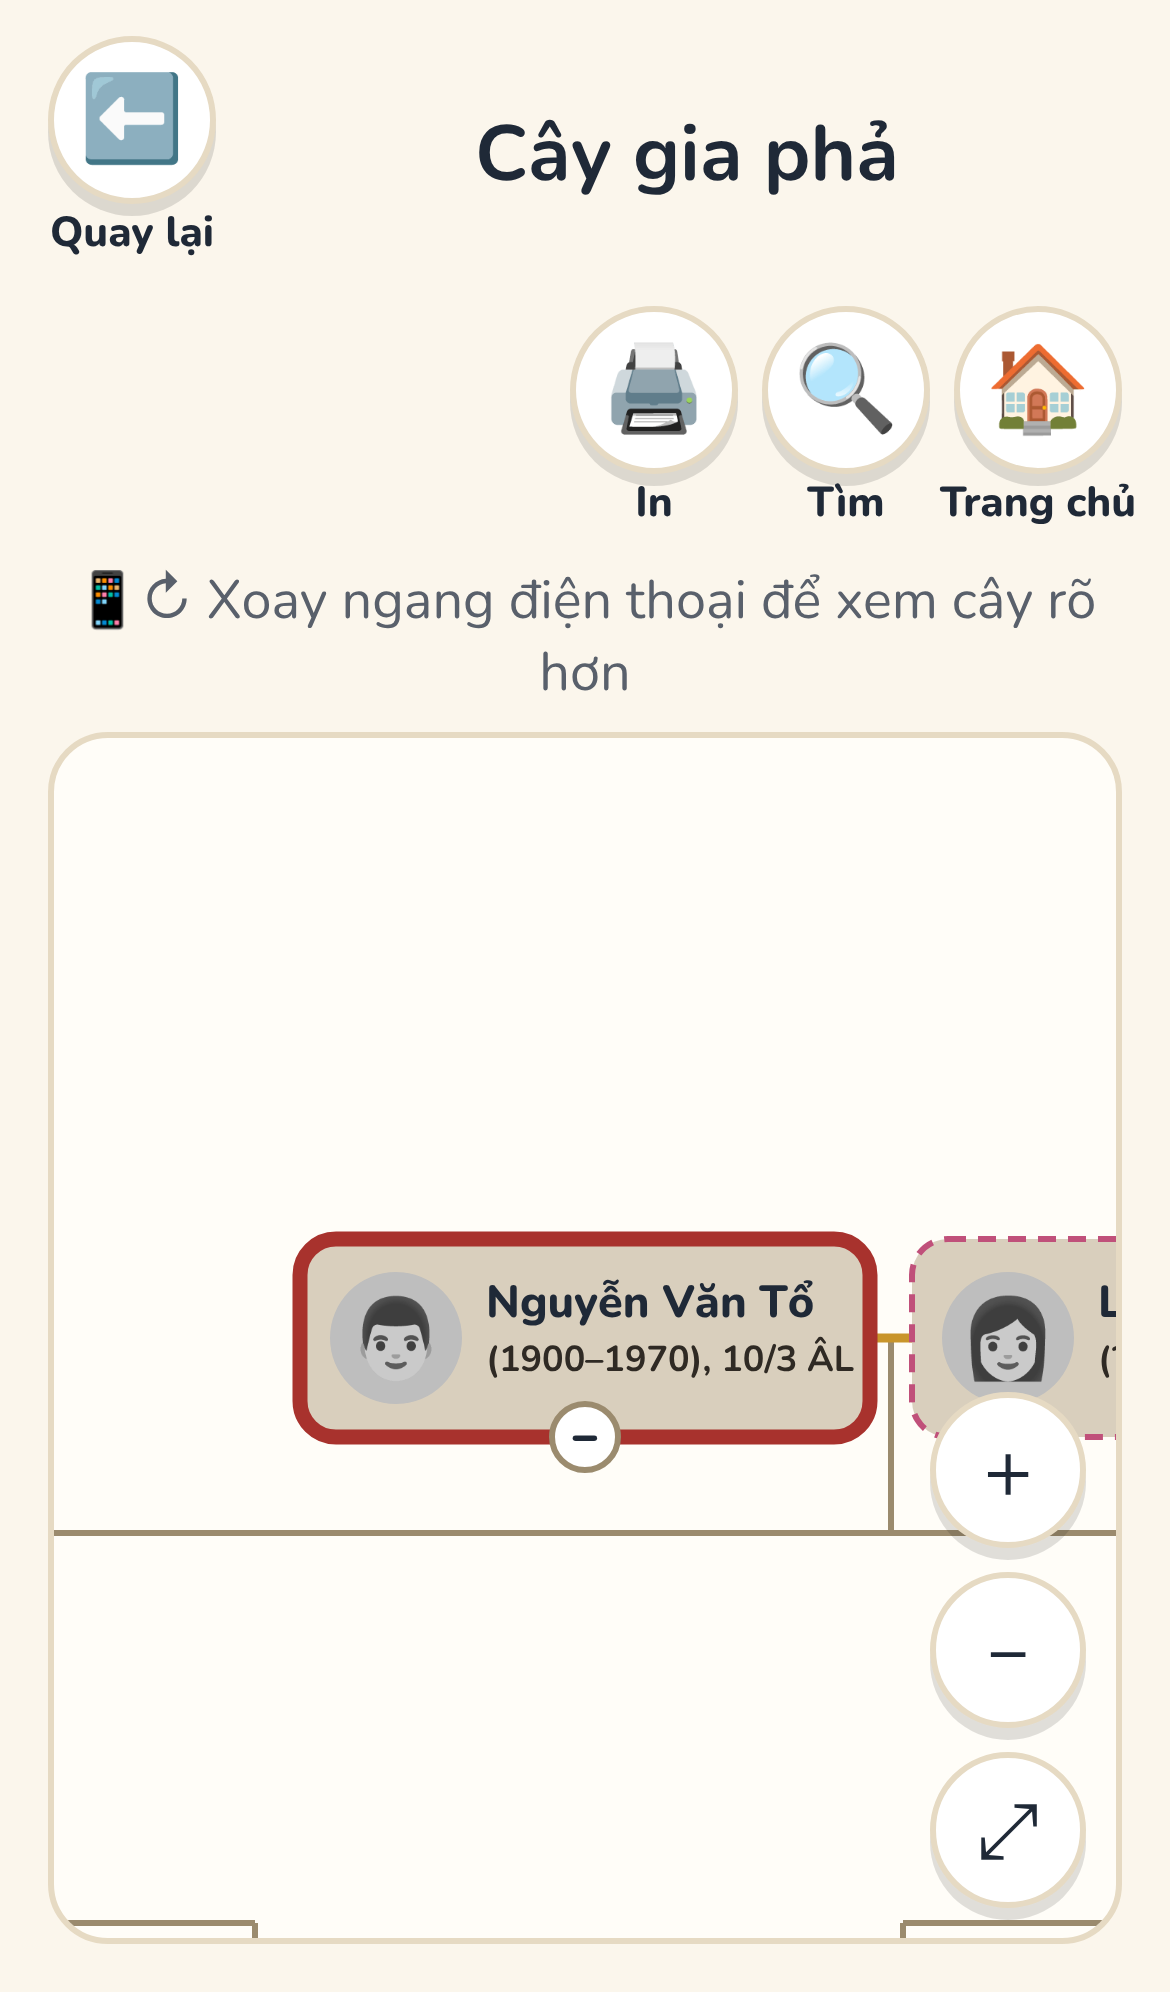 Cây gia phả
Quay lại
In
Tìm
Trang chủ
Xoay ngang điện thoại để xem cây rõ
hơn
Nguyễn Văn Tổ
(1900–1970), 10/3 ÂL